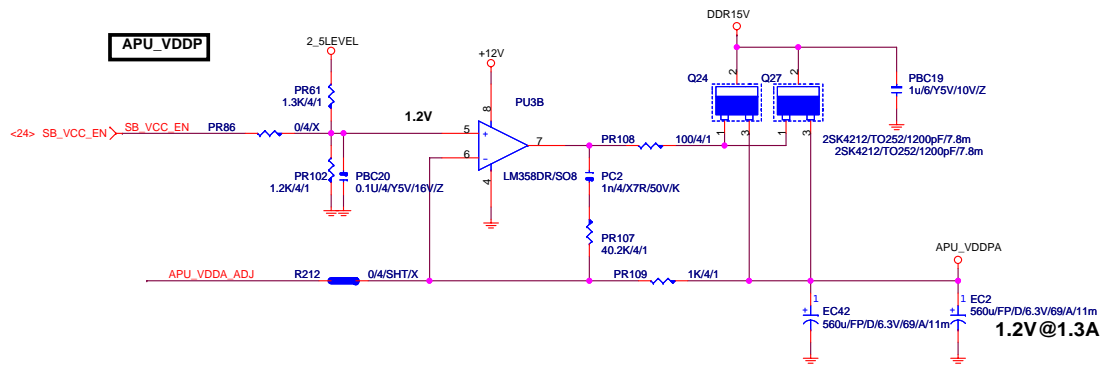 DDR15V
APU_VDDP
2_5LEVEL
+12V
Q24
2
Q27
2
PBC19
1u/6/Y5V/10V/Z
PR61
1.3K/4/1
8
PU3B
1.2V
<24> SB_VCC_EN
SB_VCC_EN
PR86
0/4/X
5
+
7
PR108
100/4/1
1
3
1
3
2SK4212/TO252/1200pF/7.8m
2SK4212/TO252/1200pF/7.8m
6
-
PR102
1.2K/4/1
PBC20
0.1U/4/Y5V/16V/Z
4
LM358DR/SO8
PC2
1n/4/X7R/50V/K
PR107
40.2K/4/1
APU_VDDPA
APU_VDDA_ADJ
R212
0/4/SHT/X
PR109
1K/4/1
1
EC42
560u/FP/D/6.3V/69/A/11m
+
1
EC2
560u/FP/D/6.3V/69/A/11m
+
1.2V@1.3A